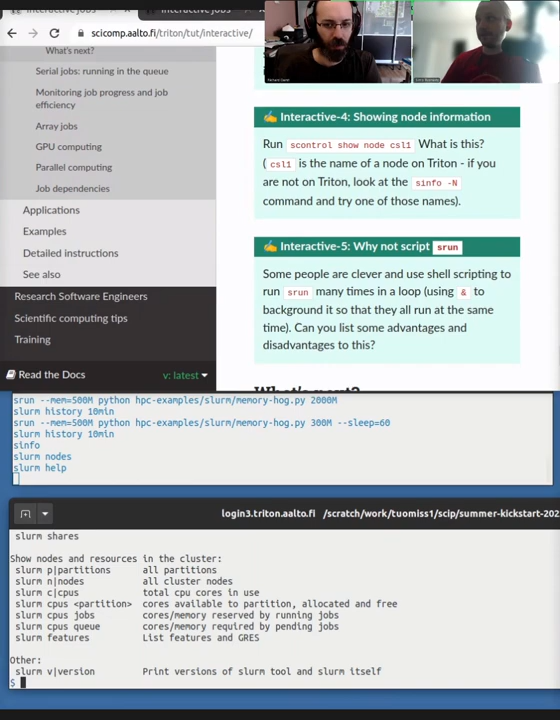 Interactive jobs
Interactive jobs
scicomp.aalto.fi/triton/tut/interactive/
What's next?
Serial jobs: running in the queue
Monitoring job progress and job
efficiency
Array jobs
GPU computing
Parallel computing
Job dependencies
Applications
Examples
Detailed instructions
See also
Research Software Engineers
Scientific computing tips
Training
Read the Docs
v: latest
Interactive-4: Showing node information
Run scontrol show node csl1 What is this?
( csl1 is the name of a node on Triton - if you
are not on Triton, look at the sinfo -N
command and try one of those names).
Interactive-5: Why not script srun
Some people are clever and use shell scripting to
run srun many times in a loop (using & to
background it so that they all run at the same
time). Can you list some advantages and
disadvantages to this?
What's next?
srun --mem=500M python hpc-examples/slurm/memory-hog.py 2000M
slurm history 10min
srun --mem=500M python hpc-examples/slurm/memory-hog.py 300M --sleep=60
slurm history 10min
sinfo
slurm nodes
slurm help
login3.triton.aalto.fi /scratch/work/tuomiss1/scip/summer-kickstart-202
slurm shares
Show nodes and resources in the cluster:
slurm p|partitions all partitions
slurm n|nodes all cluster nodes
slurm c|cpus total cpu cores in use
slurm cpus <partition> cores available to partition, allocated and free
slurm cpus jobs cores/memory reserved by running jobs
slurm cpus queue cores/memory required by pending jobs
slurm features List features and GRES
Other:
slurm v|version Print versions of slurm tool and slurm itself
$